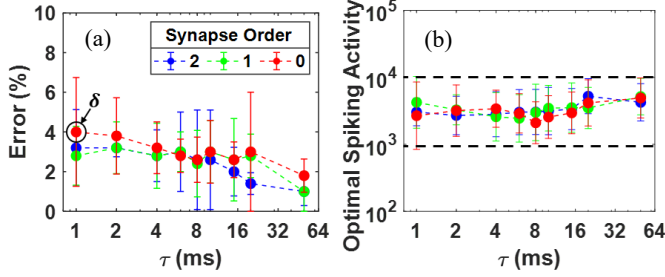 (a)
Synapse Order
2 1 0
δ
Error (%)
10
8
6
4
2
0
1 2 4 8 16 32 64
τ (ms)
(b)
Optimal Spiking Activity
10^5
10^4
10^3
10^2
1 2 4 8 16 32 64
τ (ms)